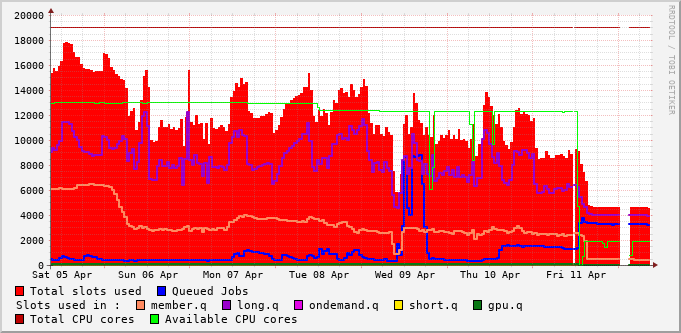 20000
18000
16000
14000
12000
10000
8000
6000
4000
2000
0
Sat 05 Apr Sun 06 Apr Mon 07 Apr Tue 08 Apr Wed 09 Apr Thu 10 Apr Fri 11 Apr
Total slots used Queued Jobs
Slots used in : member.q long.q ondemand.q short.q gpu.q
Total CPU cores Available CPU cores
RRDTOOL / TOBI OETIKER